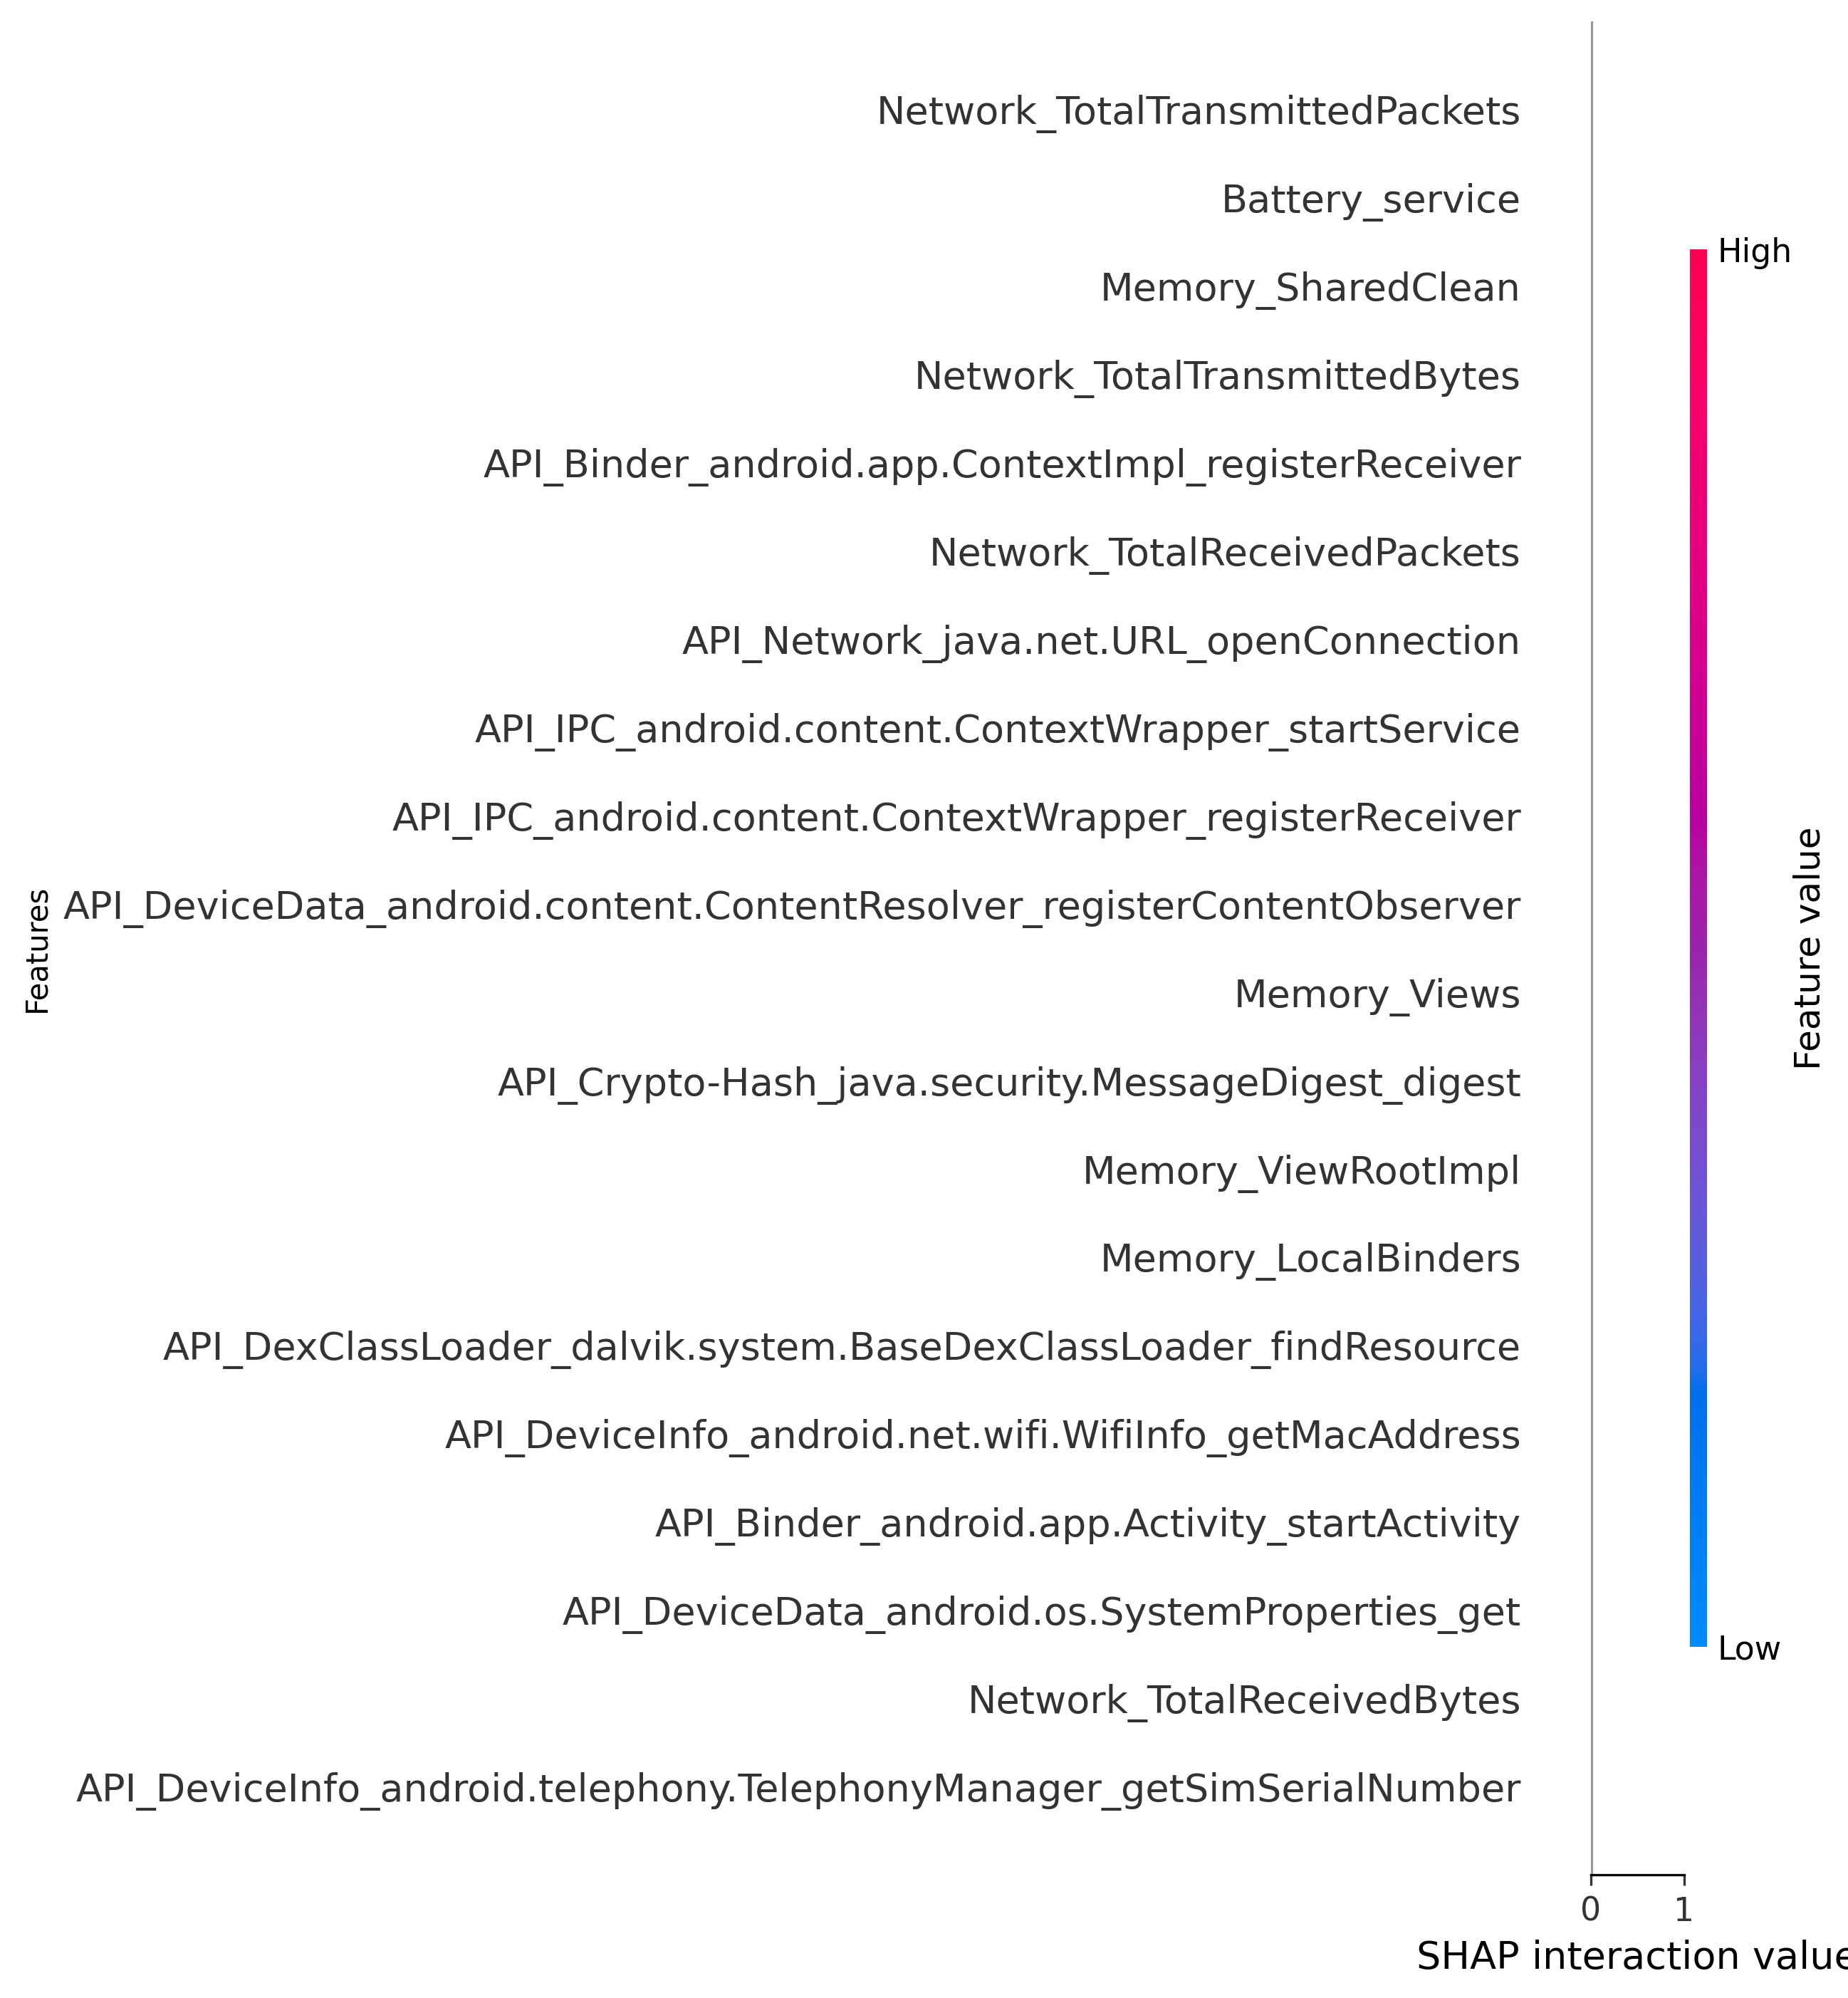 Network_TotalTransmittedPackets
Battery_service
Memory_SharedClean
Network_TotalTransmittedBytes
API_Binder_android.app.ContextImpl_registerReceiver
Network_TotalReceivedPackets
API_Network_java.net.URL_openConnection
API_IPC_android.content.ContextWrapper_startService
API_IPC_android.content.ContextWrapper_registerReceiver
API_DeviceData_android.content.ContentResolver_registerContentObserver
Memory_Views
API_Crypto-Hash_java.security.MessageDigest_digest
Memory_ViewRootImpl
Memory_LocalBinders
API_DexClassLoader_dalvik.system.BaseDexClassLoader_findResource
API_DeviceInfo_android.net.wifi.WifiInfo_getMacAddress
API_Binder_android.app.Activity_startActivity
API_DeviceData_android.os.SystemProperties_get
Network_TotalReceivedBytes
API_DeviceInfo_android.telephony.TelephonyManager_getSimSerialNumber
Features
0 1
SHAP interaction value
High
Low
Feature value